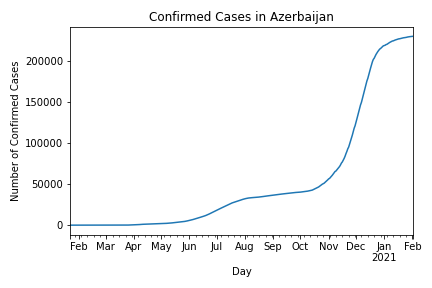 Confirmed Cases in Azerbaijan
Number of Confirmed Cases
200000
150000
100000
50000
0
Feb Mar Apr May Jun Jul Aug Sep Oct Nov Dec Jan Feb
2021
Day